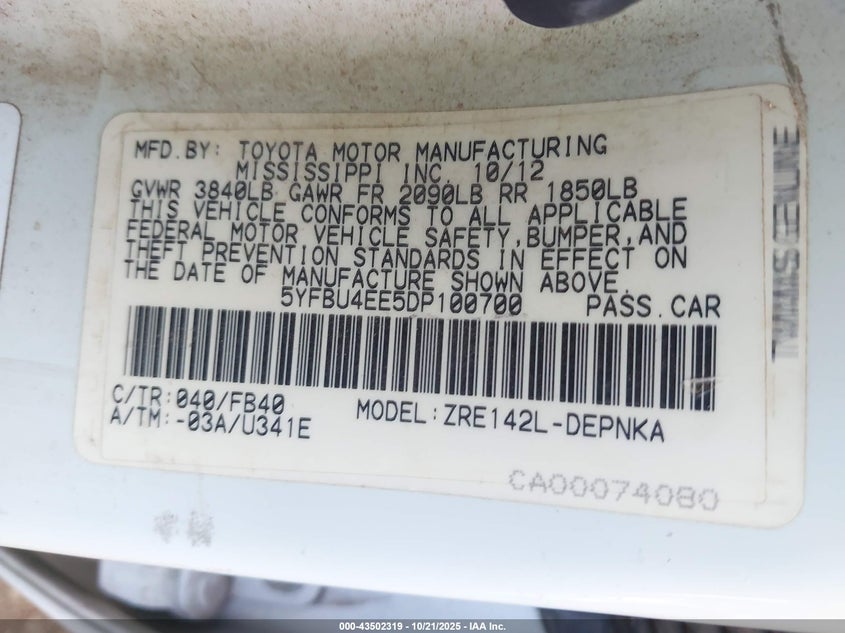 MFD.BY: TOYOTA MOTOR MANUFACTURING
MISSISSIPPI INC. 10/12
GVWR 3840LB GAWR FR 2090LB RR 1850LB
THIS VEHICLE CONFORMS TO ALL APPLICABLE
FEDERAL MOTOR VEHICLE SAFETY,BUMPER,AND
THEFT PREVENTION STANDARDS IN EFFECT ON
THE DATE OF MANUFACTURE SHOWN ABOVE.
5YFBU4EE5DP100700 PASS.CAR
C/TR:040/FB40
A/TM:-03A/U341E
MODEL:ZRE142L-DEPNKA
CA00074080
TMMMS GENUINE
000-43502319 - 10/21/2025 - IAA Inc.